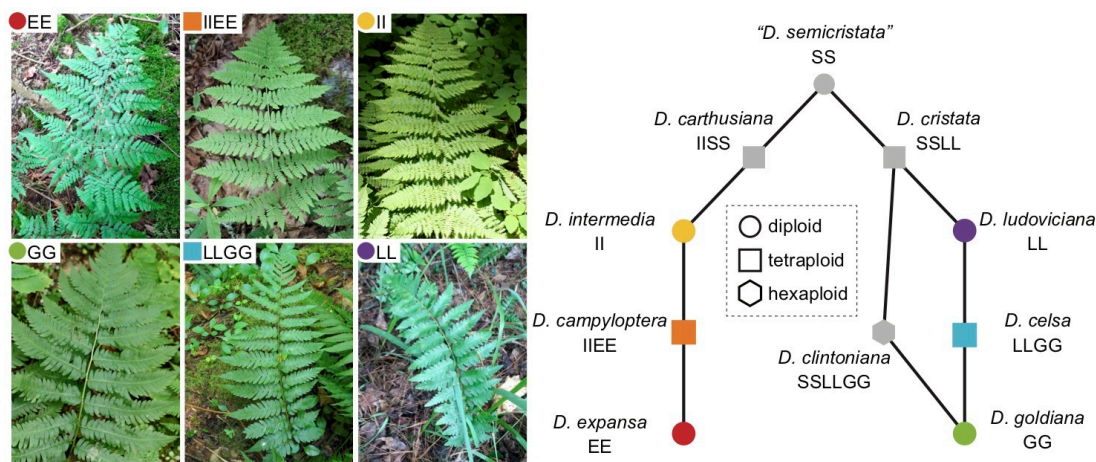 EE
IIEE
II
GG
LLGG
LL
“D. semicristata”
SS
D. carthusiana
IISS
D. cristata
SSLL
D. intermedia
II
D. ludoviciana
LL
diploid
tetraploid
hexaploid
D. campyloptera
IIEE
D. clintoniana
SSLLGG
D. celsa
LLGG
D. expansa
EE
D. goldiana
GG